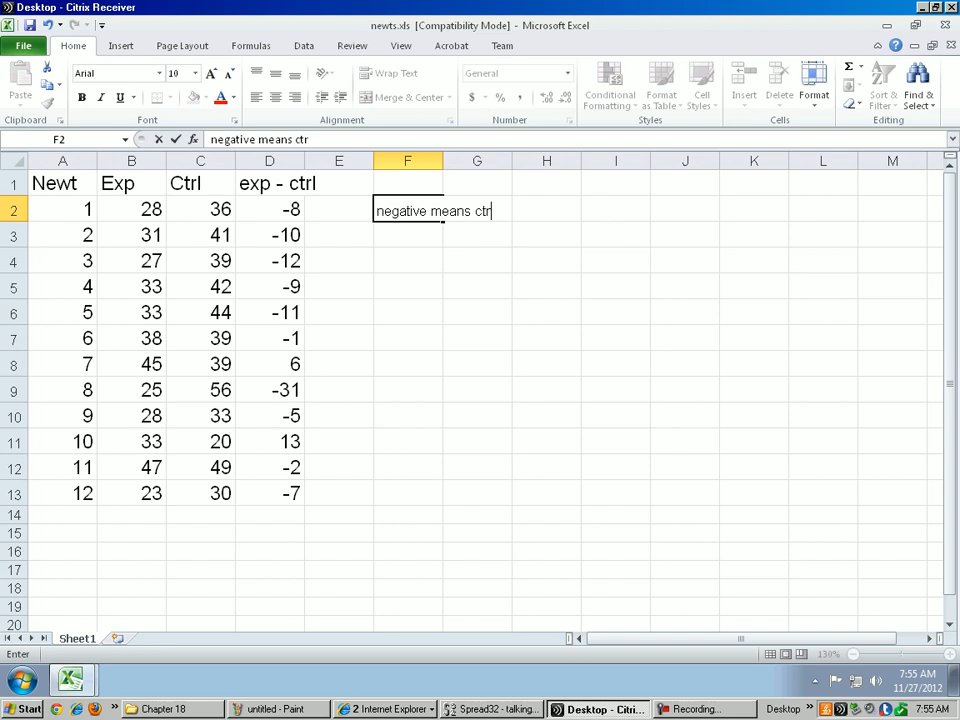 Desktop - Citrix Receiver
newts.xls [Compatibility Mode] - Microsoft Excel
File Home Insert Page Layout Formulas Data Review View Acrobat Team
Paste Arial 10 Wrap Text General Conditional Formatting Format as Table Cell Styles Insert Delete Format Sort & Filter Find & Select
B I U Merge & Center $ % ,
Clipboard Font Alignment Number Styles Cells Editing
F2 fx negative means ctr
A B C D E F G H I J K L M
1 Newt Exp Ctrl exp - ctrl
2 1 28 36 -8 negative means ctr
3 2 31 41 -10
4 3 27 39 -12
5 4 33 42 -9
6 5 33 44 -11
7 6 38 39 -1
8 7 45 39 6
9 8 25 56 -31
10 9 28 33 -5
11 10 33 20 13
12 11 47 49 -2
13 12 23 30 -7
14
15
16
17
18
19
20
Sheet1
Enter 130%
7:55 AM
11/27/2012
Start Chapter 18 untitled - Paint 2 Internet Explorer Spread32 - talking... Desktop - Citri... Recording... Desktop 7:55 AM